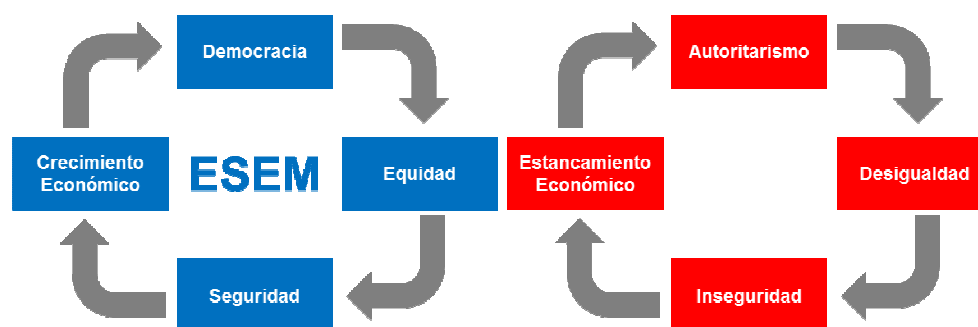 Democracia
Crecimiento
Económico
ESEM
Equidad
Seguridad
Autoritarismo
Estancamiento
Económico
Desigualdad
Inseguridad